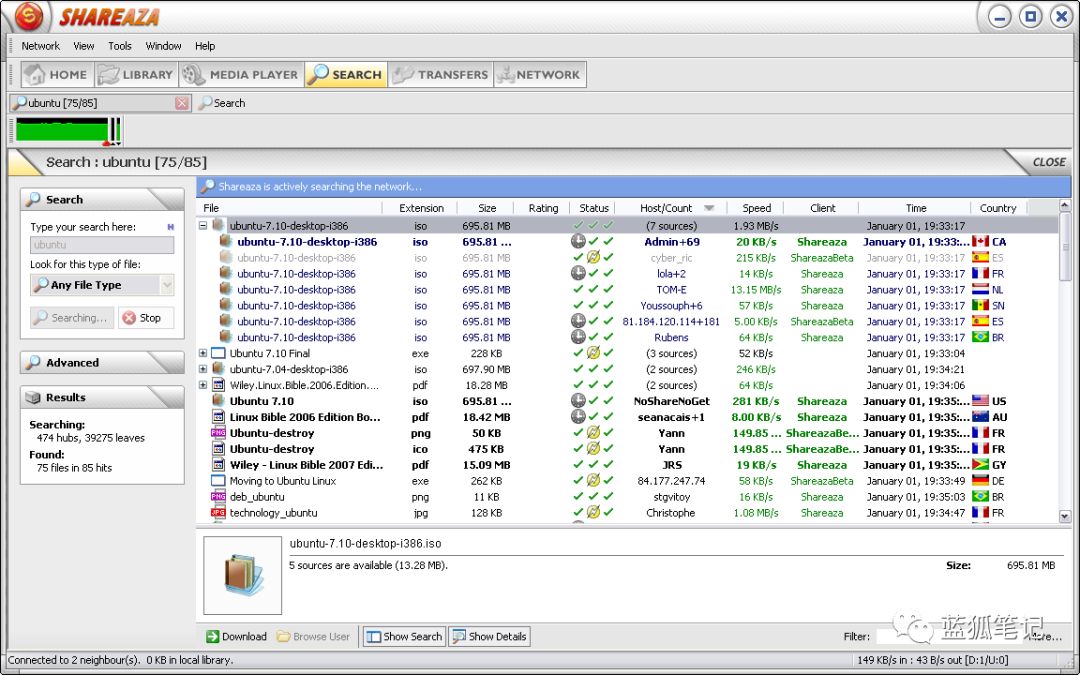 SHAREAZA
Network View Tools Window Help
HOME LIBRARY MEDIA PLAYER SEARCH TRANSFERS NETWORK
ubuntu [75/85] Search
Search : ubuntu [75/85] CLOSE
Search
Type your search here:
ubuntu
Look for this type of file:
Any File Type
Searching... Stop
Advanced
Results
Searching:
474 hubs, 39275 leaves
Found:
75 files in 85 hits
Shareaza is actively searching the network...
File Extension Size Rating Status Host/Count Speed Client Time Country
ubuntu-7.10-desktop-i386 iso 695.81 MB (7 sources) 1.93 MB/s January 01, 19:33:17
ubuntu-7.10-desktop-i386 iso 695.81 ... Admin+69 20 KB/s Shareaza January 01, 19:33:... CA
ubuntu-7.10-desktop-i386 iso 695.81 MB cyber_ric 215 KB/s ShareazaBeta January 01, 19:33:17 ES
ubuntu-7.10-desktop-i386 iso 695.81 MB lola+2 14 KB/s Shareaza January 01, 19:33:17 FR
ubuntu-7.10-desktop-i386 iso 695.81 MB TOM-E 13.15 MB/s Shareaza January 01, 19:33:17 NL
ubuntu-7.10-desktop-i386 iso 695.81 MB Youssouph+6 57 KB/s Shareaza January 01, 19:33:17 SN
ubuntu-7.10-desktop-i386 iso 695.81 MB 81.184.120.114+181 5.00 KB/s ShareazaBeta January 01, 19:33:17 ES
ubuntu-7.10-desktop-i386 iso 695.81 MB Rubens 64 KB/s Shareaza January 01, 19:33:17 BR
Ubuntu 7.10 Final exe 228 KB (3 sources) 52 KB/s January 01, 19:33:04
ubuntu-7.04-desktop-i386 iso 697.90 MB (2 sources) 246 KB/s January 01, 19:34:21
Wiley.Linux.Bible.2006.Edition.... pdf 18.28 MB (2 sources) 64 KB/s January 01, 19:34:06
Ubuntu 7.10 iso 695.81 ... NoShareNoGet 281 KB/s Shareaza January 01, 19:35:... US
Linux Bible 2006 Edition Bo... pdf 18.42 MB seanacais+1 8.00 KB/s Shareaza January 01, 19:35:... AU
PNG Ubuntu-destroy png 50 KB Yann 149.85 ... ShareazaBe... January 01, 19:35:... FR
Ubuntu-destroy ico 475 KB Yann 149.85 ... ShareazaBe... January 01, 19:35:... FR
Wiley - Linux Bible 2007 Edi... pdf 15.09 MB JRS 19 KB/s Shareaza January 01, 19:35:... GY
Moving to Ubuntu Linux exe 262 KB 84.177.247.74 58 KB/s ShareazaBeta January 01, 19:33:49 DE
PNG deb_ubuntu png 11 KB stgvitoy 16 KB/s Shareaza January 01, 19:35:03 BR
JPG technology_ubuntu jpg 128 KB Christophe 1.08 MB/s Shareaza January 01, 19:34:47 FR
ubuntu-7.10-desktop-i386.iso
5 sources are available (13.28 MB). Size: 695.81 MB
Download Browse User Show Search Show Details Filter: More...
蓝狐笔记
Connected to 2 neighbour(s). 0 KB in local library. 149 KB/s in : 43 B/s out [D:1/U:0]